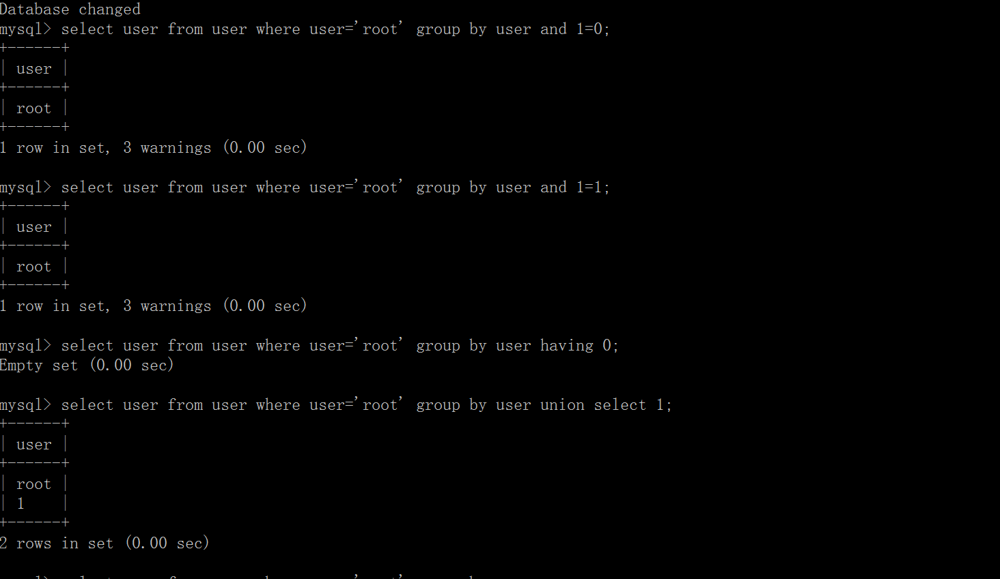 Database changed
mysql> select user from user where user='root' group by user and 1=0;
+------+
| user |
+------+
| root |
+------+
1 row in set, 3 warnings (0.00 sec)
mysql> select user from user where user='root' group by user and 1=1;
+------+
| user |
+------+
| root |
+------+
1 row in set, 3 warnings (0.00 sec)
mysql> select user from user where user='root' group by user having 0;
Empty set (0.00 sec)
mysql> select user from user where user='root' group by user union select 1;
+------+
| user |
+------+
| root |
| 1    |
+------+
2 rows in set (0.00 sec)